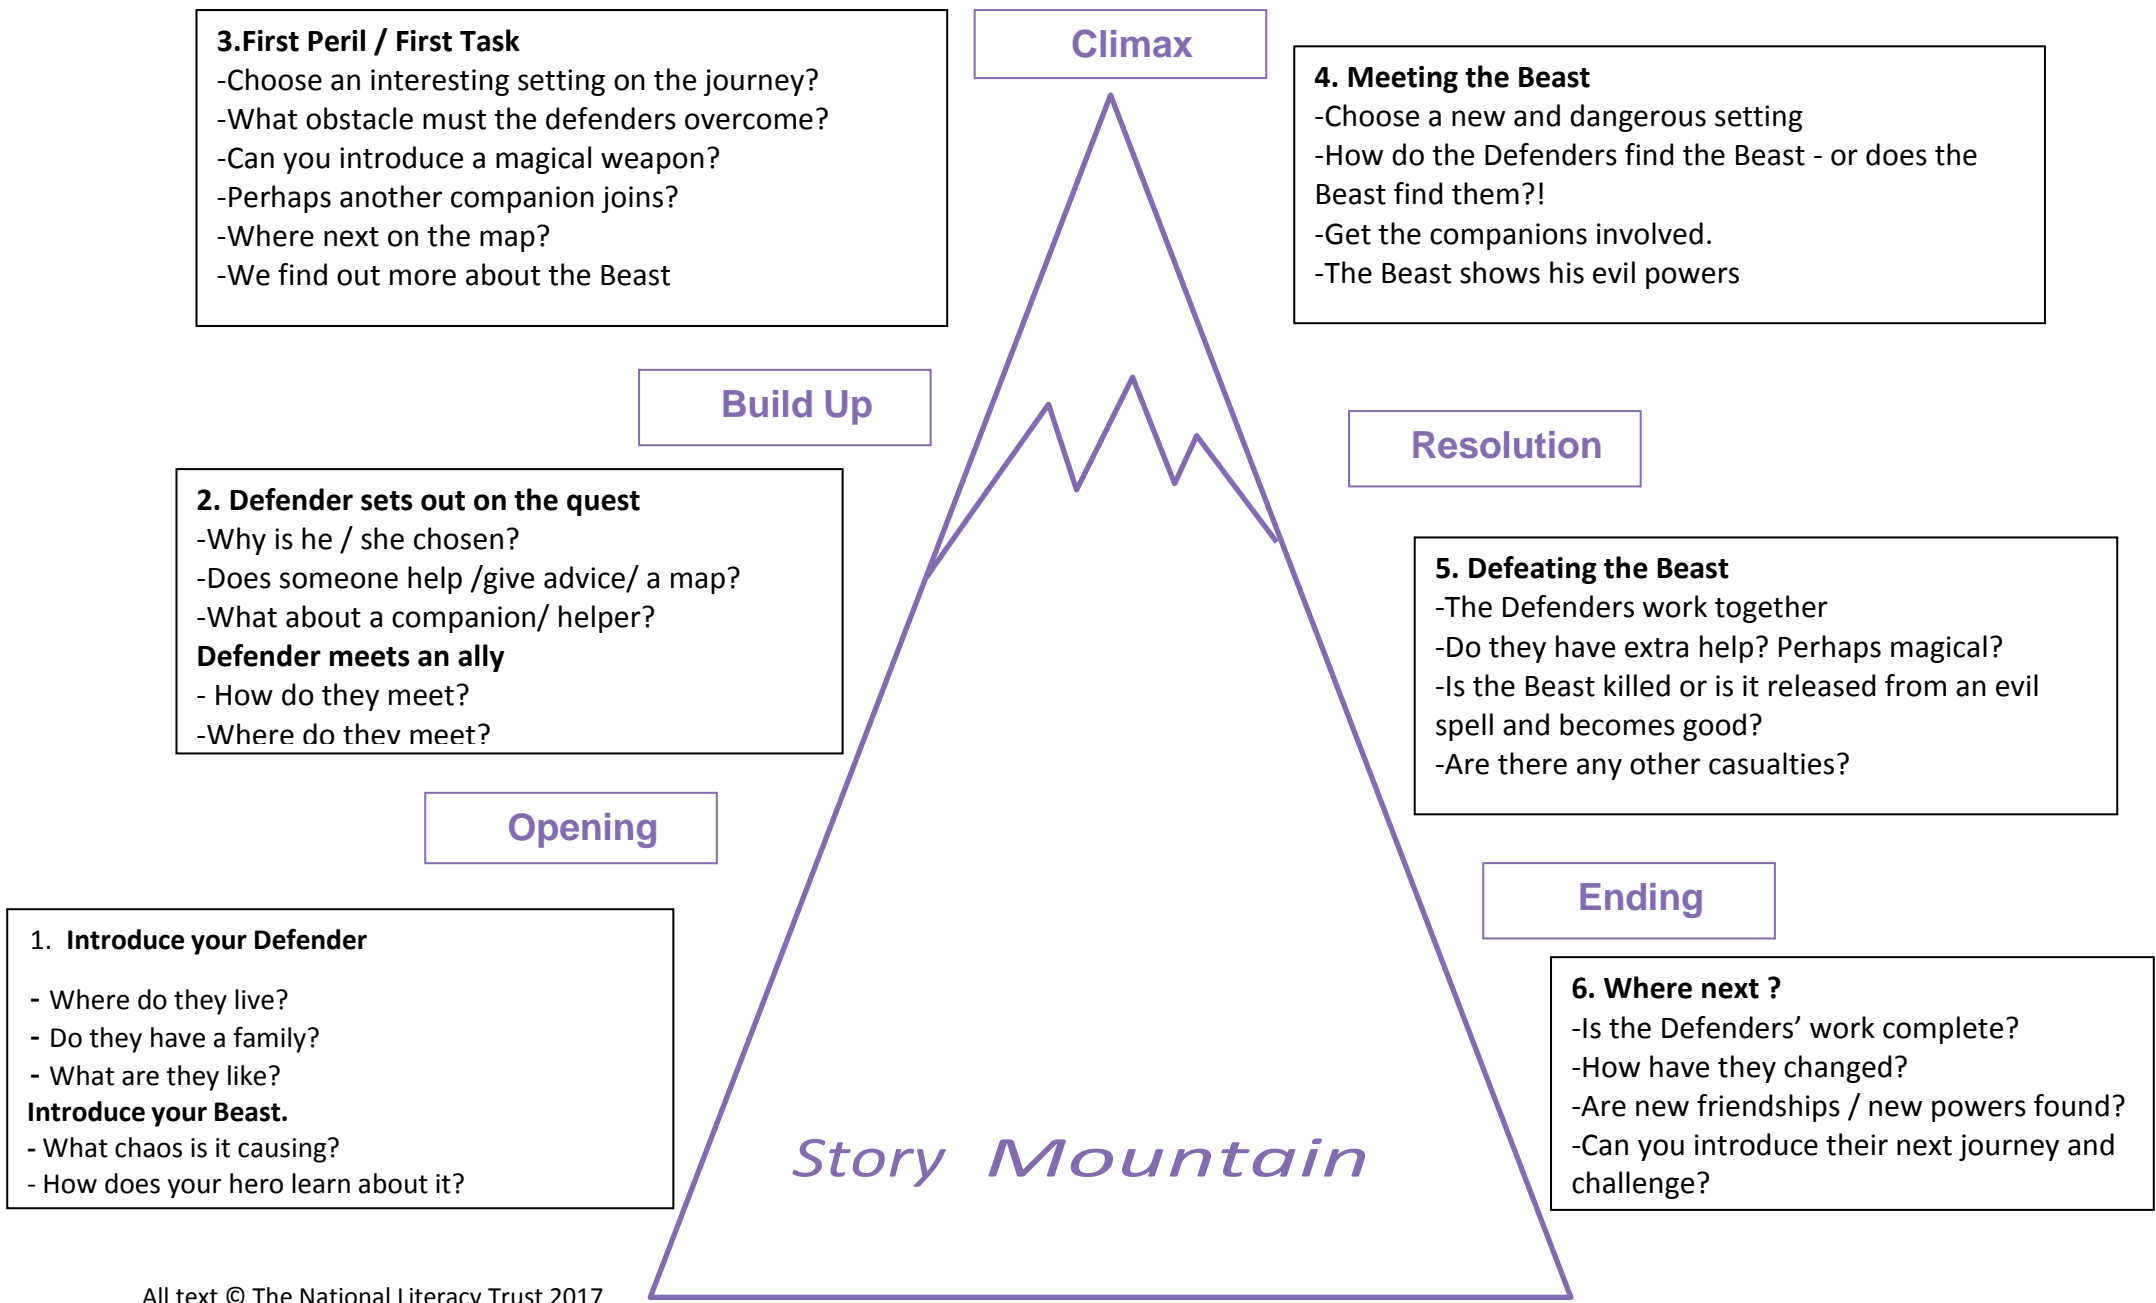 Climax
3.First Peril / First Task
-Choose an interesting setting on the journey?
-What obstacle must the defenders overcome?
-Can you introduce a magical weapon?
-Perhaps another companion joins?
-Where next on the map?
-We find out more about the Beast
4. Meeting the Beast
-Choose a new and dangerous setting
-How do the Defenders find the Beast - or does the
Beast find them?!
-Get the companions involved.
-The Beast shows his evil powers
Build Up
Resolution
2. Defender sets out on the quest
-Why is he / she chosen?
-Does someone help /give advice/ a map?
-What about a companion/ helper?
Defender meets an ally
- How do they meet?
-Where do they meet?
5. Defeating the Beast
-The Defenders work together
-Do they have extra help? Perhaps magical?
-Is the Beast killed or is it released from an evil
spell and becomes good?
-Are there any other casualties?
Opening
Ending
1. Introduce your Defender
- Where do they live?
- Do they have a family?
- What are they like?
Introduce your Beast.
- What chaos is it causing?
- How does your hero learn about it?
6. Where next ?
-Is the Defenders’ work complete?
-How have they changed?
-Are new friendships / new powers found?
-Can you introduce their next journey and
challenge?
Story Mountain
All text © The National Literacy Trust 2017